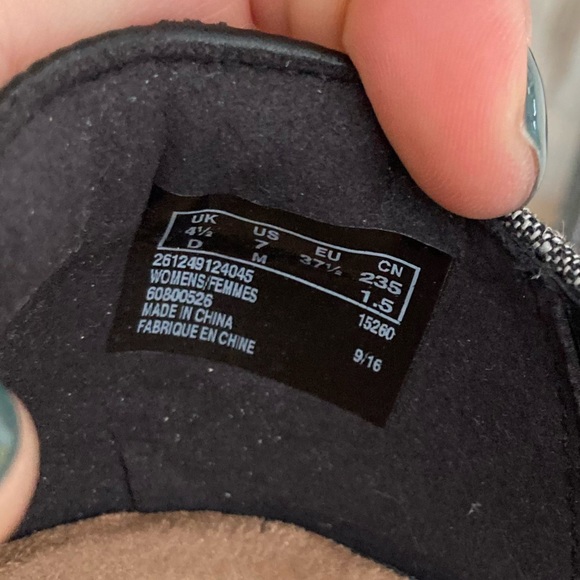 UK US EU CN
4½ 7 37½ 235
D M 1.5
261249124045 15260
WOMENS/FEMMES
60800526
MADE IN CHINA 9/16
FABRIQUE EN CHINE